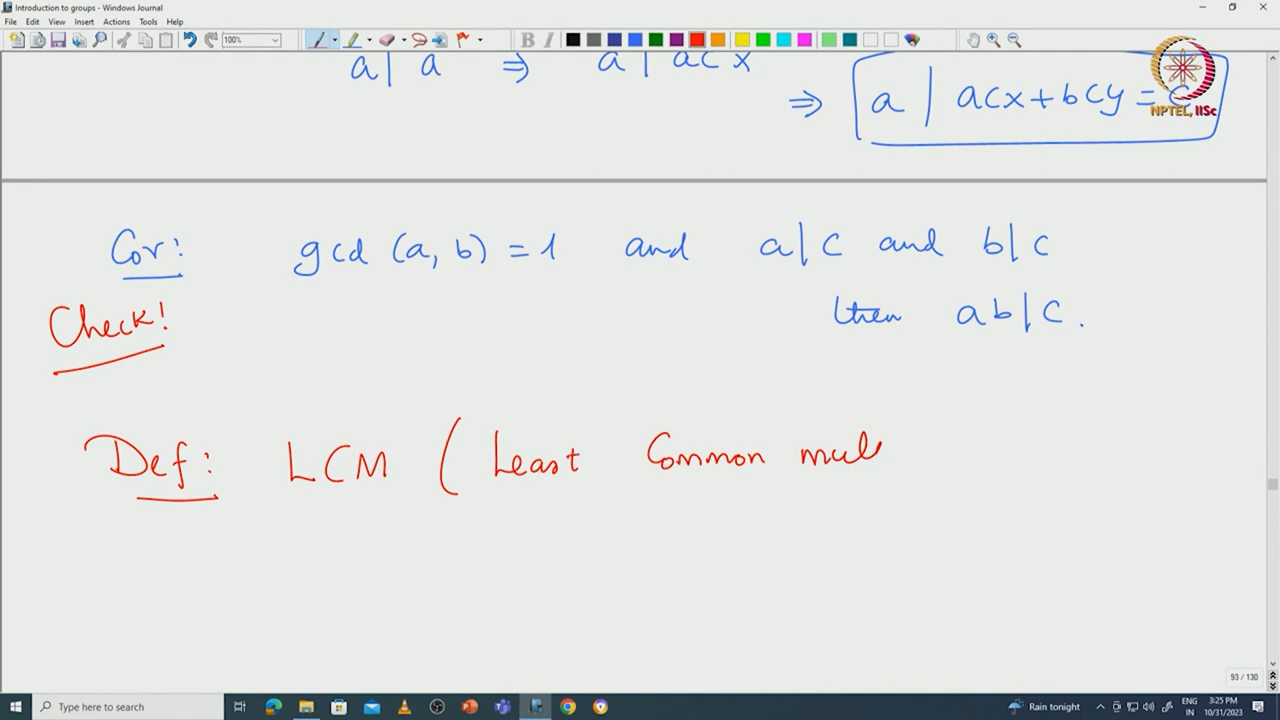 Introduction to groups - Windows Journal
File Edit View Insert Actions Tools Help
100%
a | a ⇒ a | acx
⇒ a | acx + bcy = c
NPTEL, IISc
Cor: gcd (a, b) = 1 and a | c and b | c
then ab | c.
Check!
Def: LCM ( Least Common mul
93 / 130
Type here to search
Rain tonight
ENG 3:25 PM
IN 10/31/2023